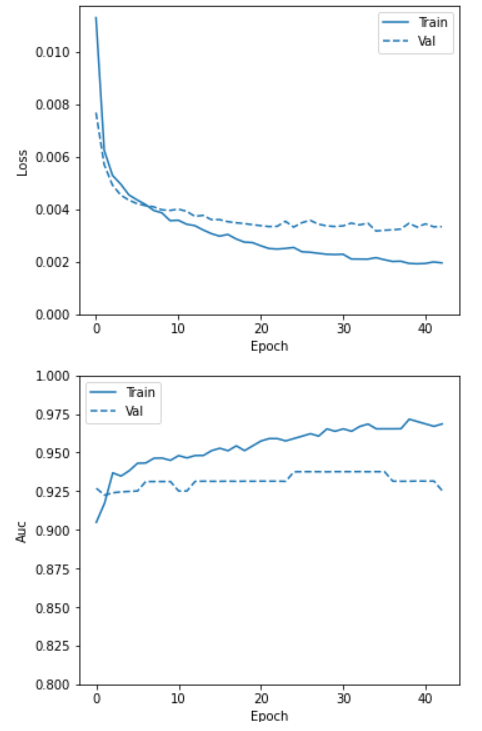 0.010
0.008
0.006
0.004
0.002
0.000
Loss
Train
Val
0 10 20 30 40
Epoch
1.000
0.975
0.950
0.925
0.900
0.875
0.850
0.825
0.800
Auc
Train
Val
0 10 20 30 40
Epoch